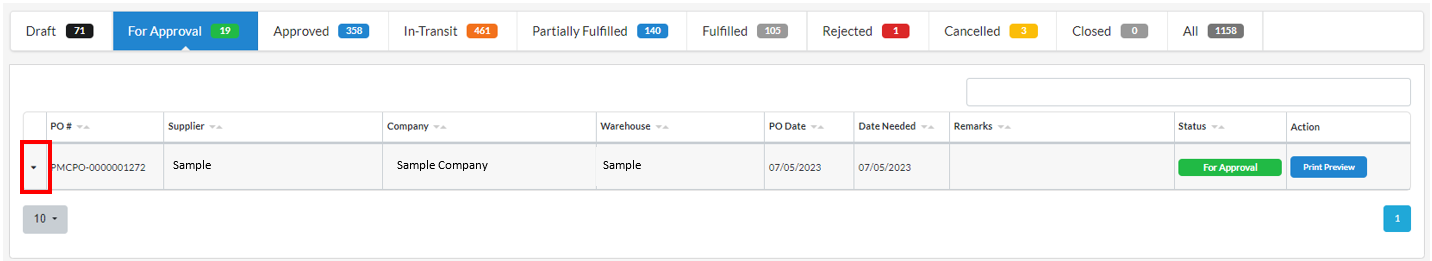 Draft 71 For Approval 19 Approved 358 In-Transit 461 Partially Fulfilled 140 Fulfilled 105 Rejected 1 Cancelled 3 Closed 0 All 1158
PO # Supplier Company Warehouse PO Date Date Needed Remarks Status Action
PMCPO-0000001272 Sample Sample Company Sample 07/05/2023 07/05/2023 For Approval Print Preview
10 1